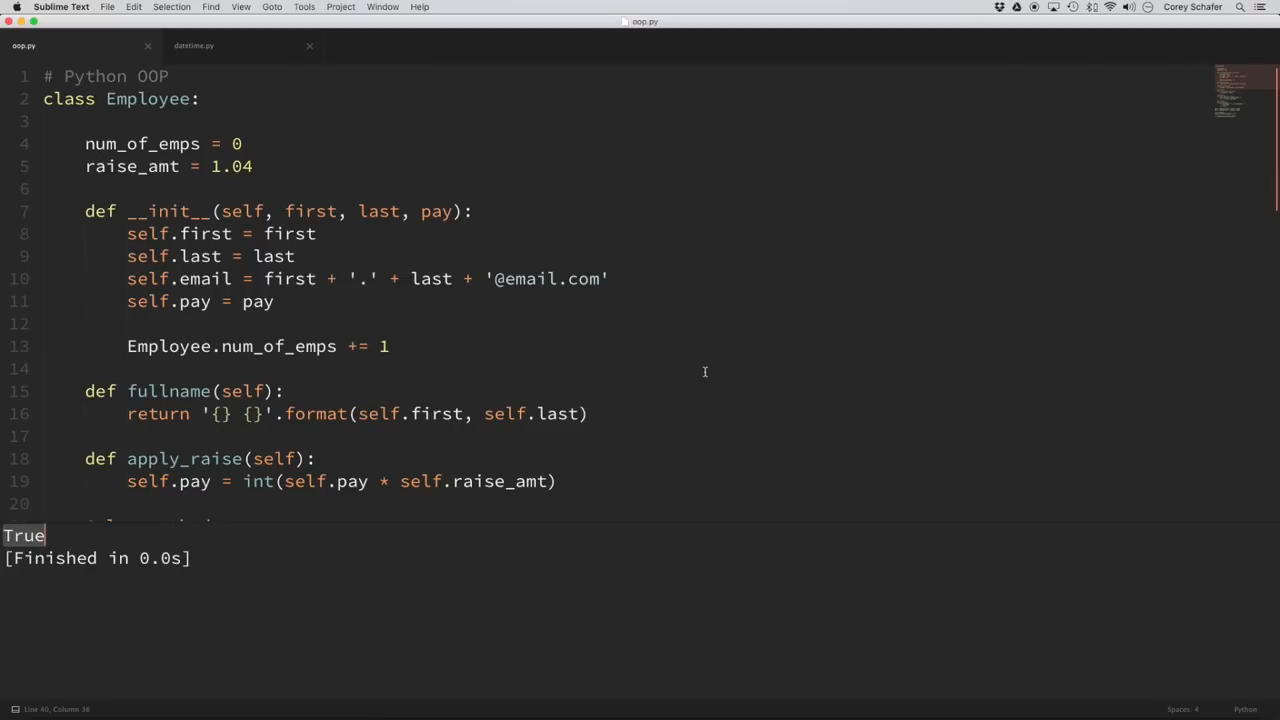 Sublime Text File Edit Selection Find View Goto Tools Project Window Help Corey Schafer
oop.py
oop.py datetime.py
1 # Python OOP
2 class Employee:
3
4 num_of_emps = 0
5 raise_amt = 1.04
6
7 def __init__(self, first, last, pay):
8 self.first = first
9 self.last = last
10 self.email = first + '.' + last + '@email.com'
11 self.pay = pay
12
13 Employee.num_of_emps += 1
14
15 def fullname(self):
16 return '{} {}'.format(self.first, self.last)
17
18 def apply_raise(self):
19 self.pay = int(self.pay * self.raise_amt)
20
True
[Finished in 0.0s]
Line 40, Column 36 Spaces: 4 Python